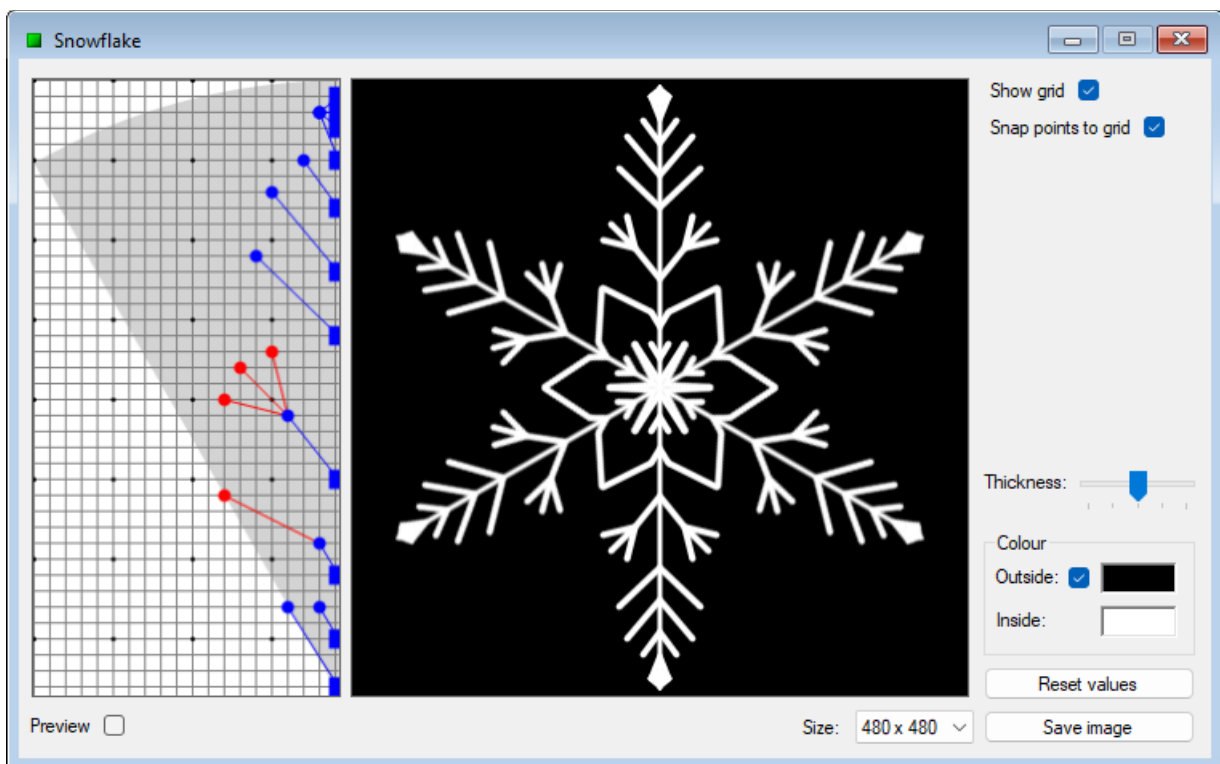 Snowflake
Show grid
Snap points to grid
Thickness:
Colour
Outside:
Inside:
Reset values
Preview
Size:
480 x 480
Save image